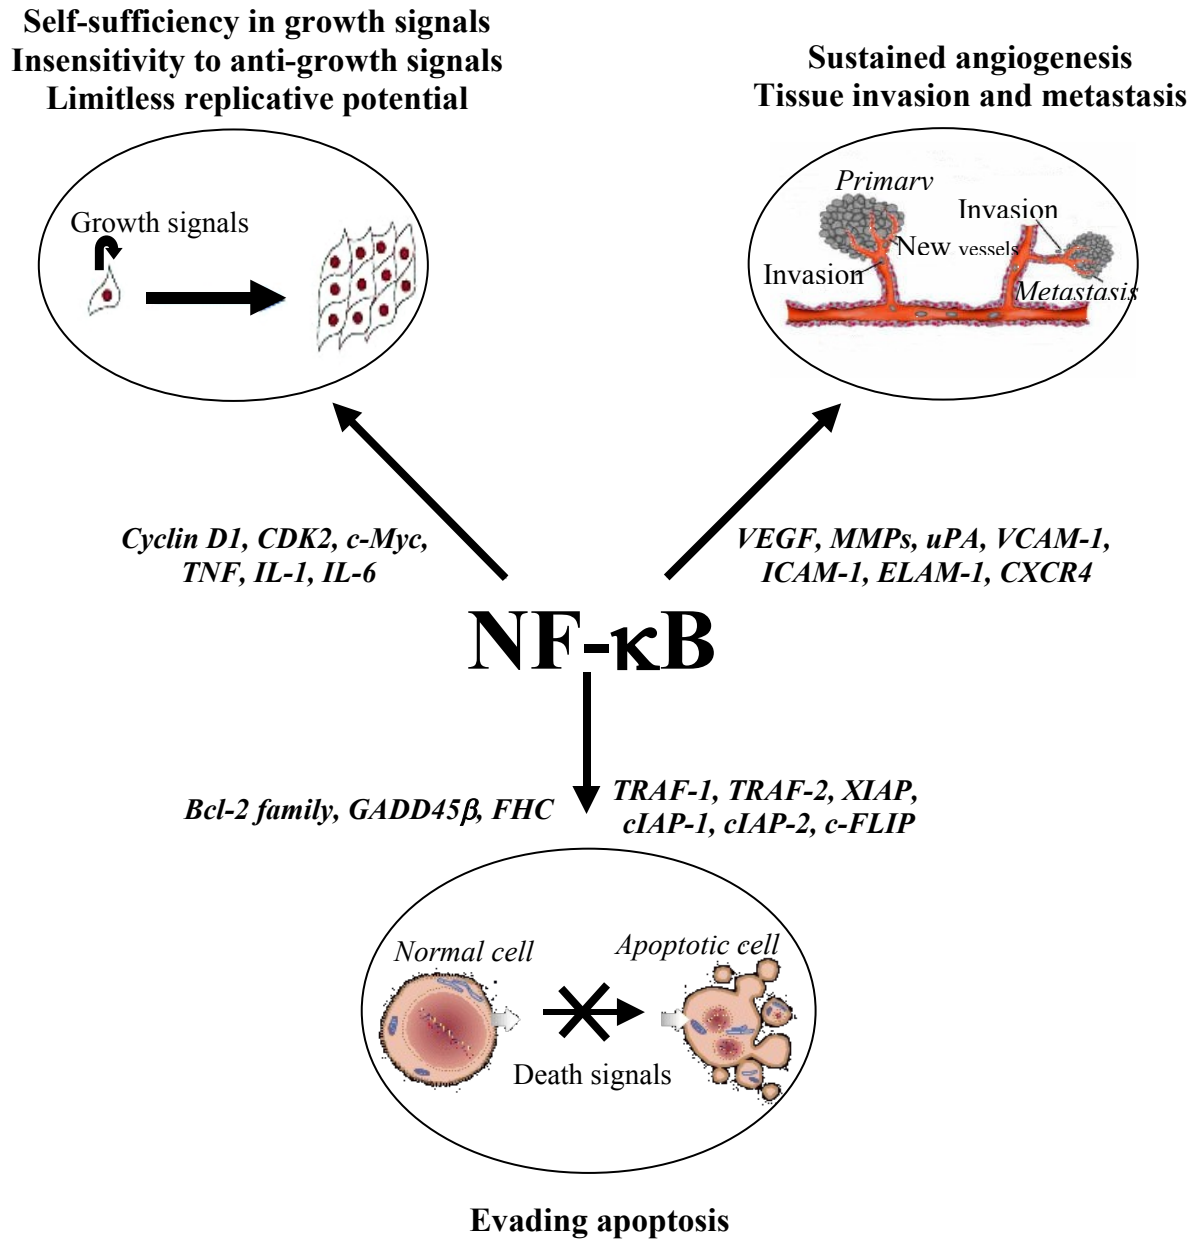 Self-sufficiency in growth signals
Insensitivity to anti-growth signals
Limitless replicative potential
Sustained angiogenesis
Tissue invasion and metastasis
Growth signals
Primary
Invasion
New vessels
Invasion
Metastasis
Cyclin D1, CDK2, c-Myc,
TNF, IL-1, IL-6
VEGF, MMPs, uPA, VCAM-1,
ICAM-1, ELAM-1, CXCR4
NF-κB
Bcl-2 family, GADD45β, FHC
TRAF-1, TRAF-2, XIAP,
cIAP-1, cIAP-2, c-FLIP
Normal cell
Apoptotic cell
Death signals
Evading apoptosis